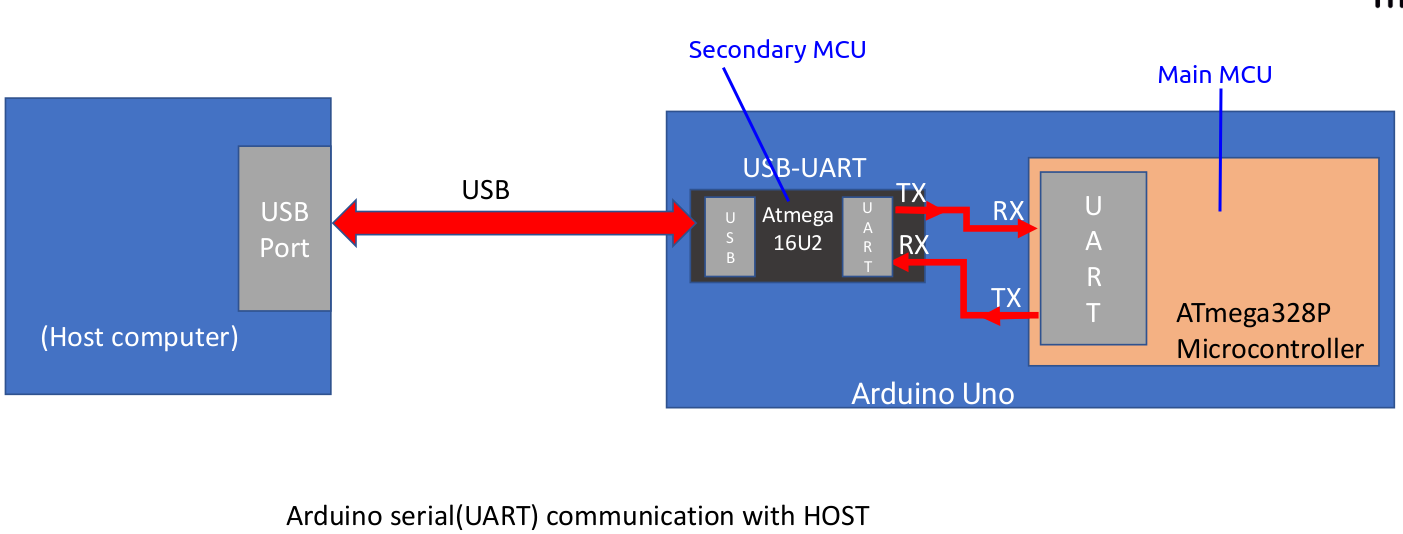 Secondary MCU
Main MCU
USB-UART
USB
USB
Port
(Host computer)
USB
Atmega
16U2
UART
TX
RX
RX
TX
UART
ATmega328P
Microcontroller
Arduino Uno
Arduino serial(UART) communication with HOST